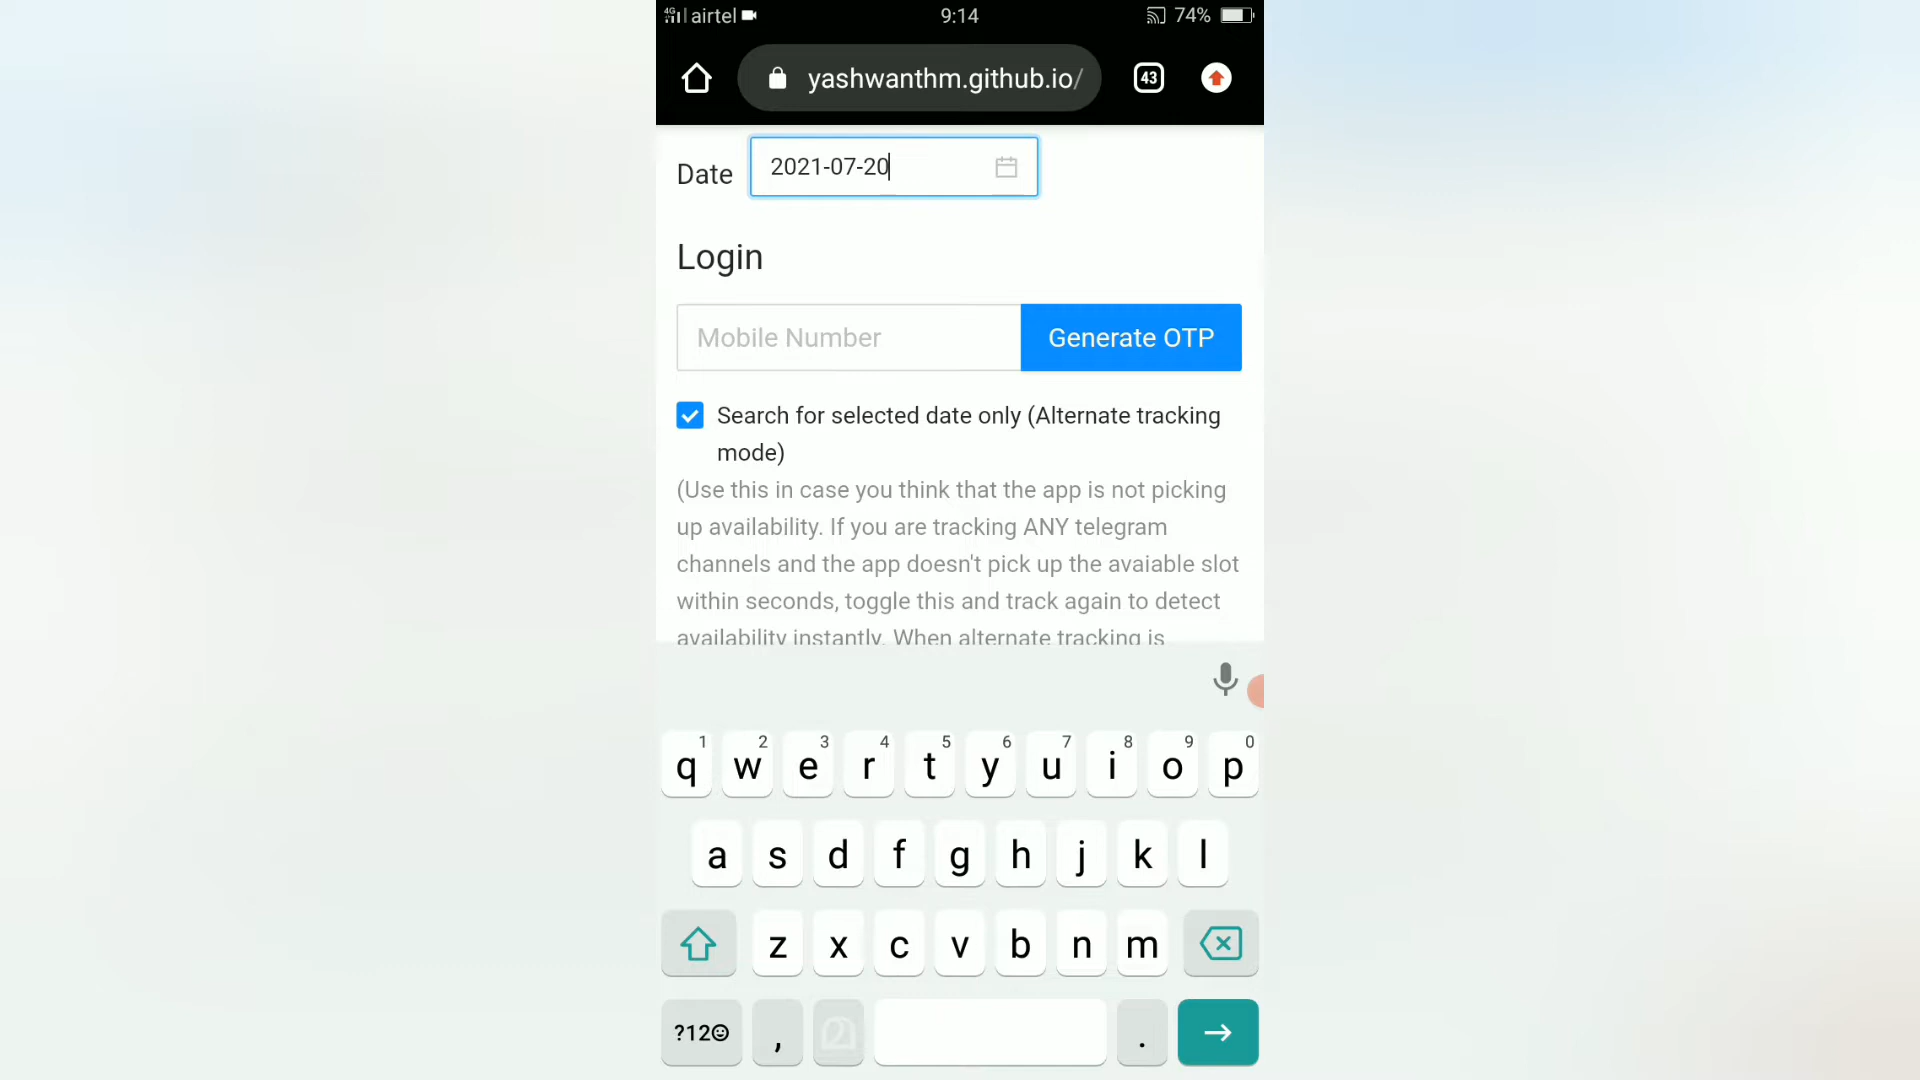 4G airtel 9:14 74%
yashwanthm.github.io/ 43
Date 2021-07-20
Login
Mobile Number Generate OTP
Search for selected date only (Alternate tracking
mode)
(Use this in case you think that the app is not picking
up availability. If you are tracking ANY telegram
channels and the app doesn't pick up the avaiable slot
within seconds, toggle this and track again to detect
availability instantly. When alternate tracking is
1 2 3 4 5 6 7 8 9 0
q w e r t y u i o p
a s d f g h j k l
z x c v b n m
?12☺ , .